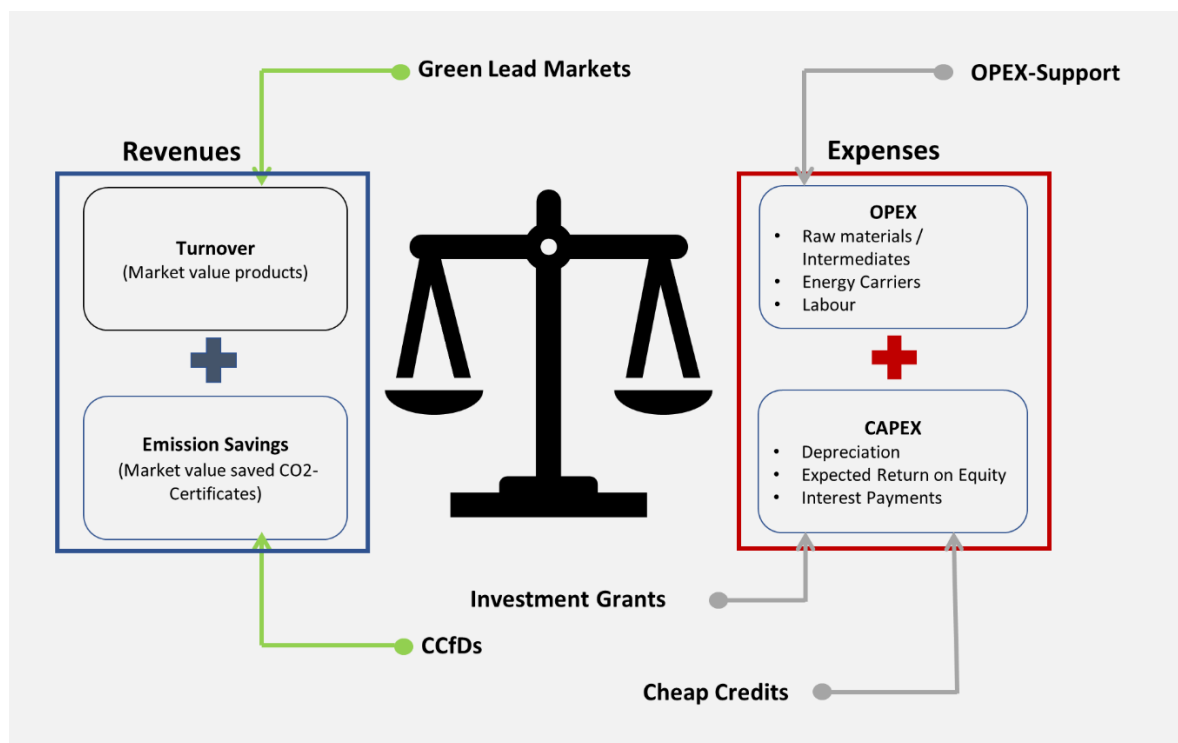 Green Lead Markets
OPEX-Support
Revenues
Expenses
Turnover
(Market value products)
Emission Savings
(Market value saved CO2-
Certificates)
OPEX
• Raw materials /
Intermediates
• Energy Carriers
• Labour
CAPEX
• Depreciation
• Expected Return on Equity
• Interest Payments
Investment Grants
CCfDs
Cheap Credits